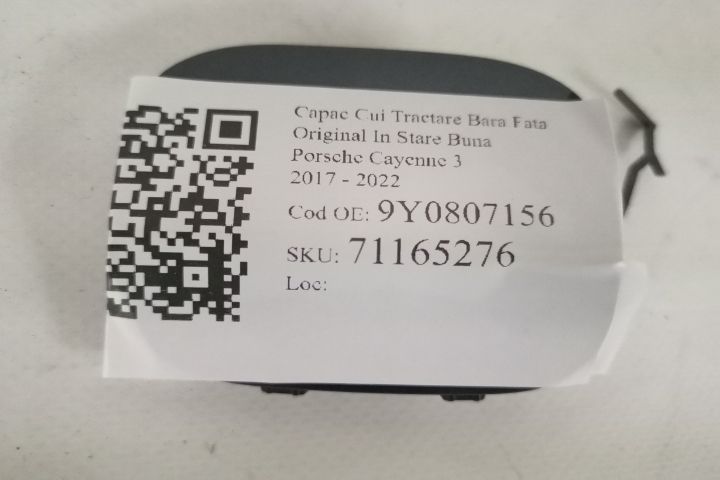 Capac Cui Tractare Bara Fata
Original In Stare Buna
Porsche Cayenne 3
2017 - 2022
Cod OE: 9Y0807156
SKU: 71165276
Loc: